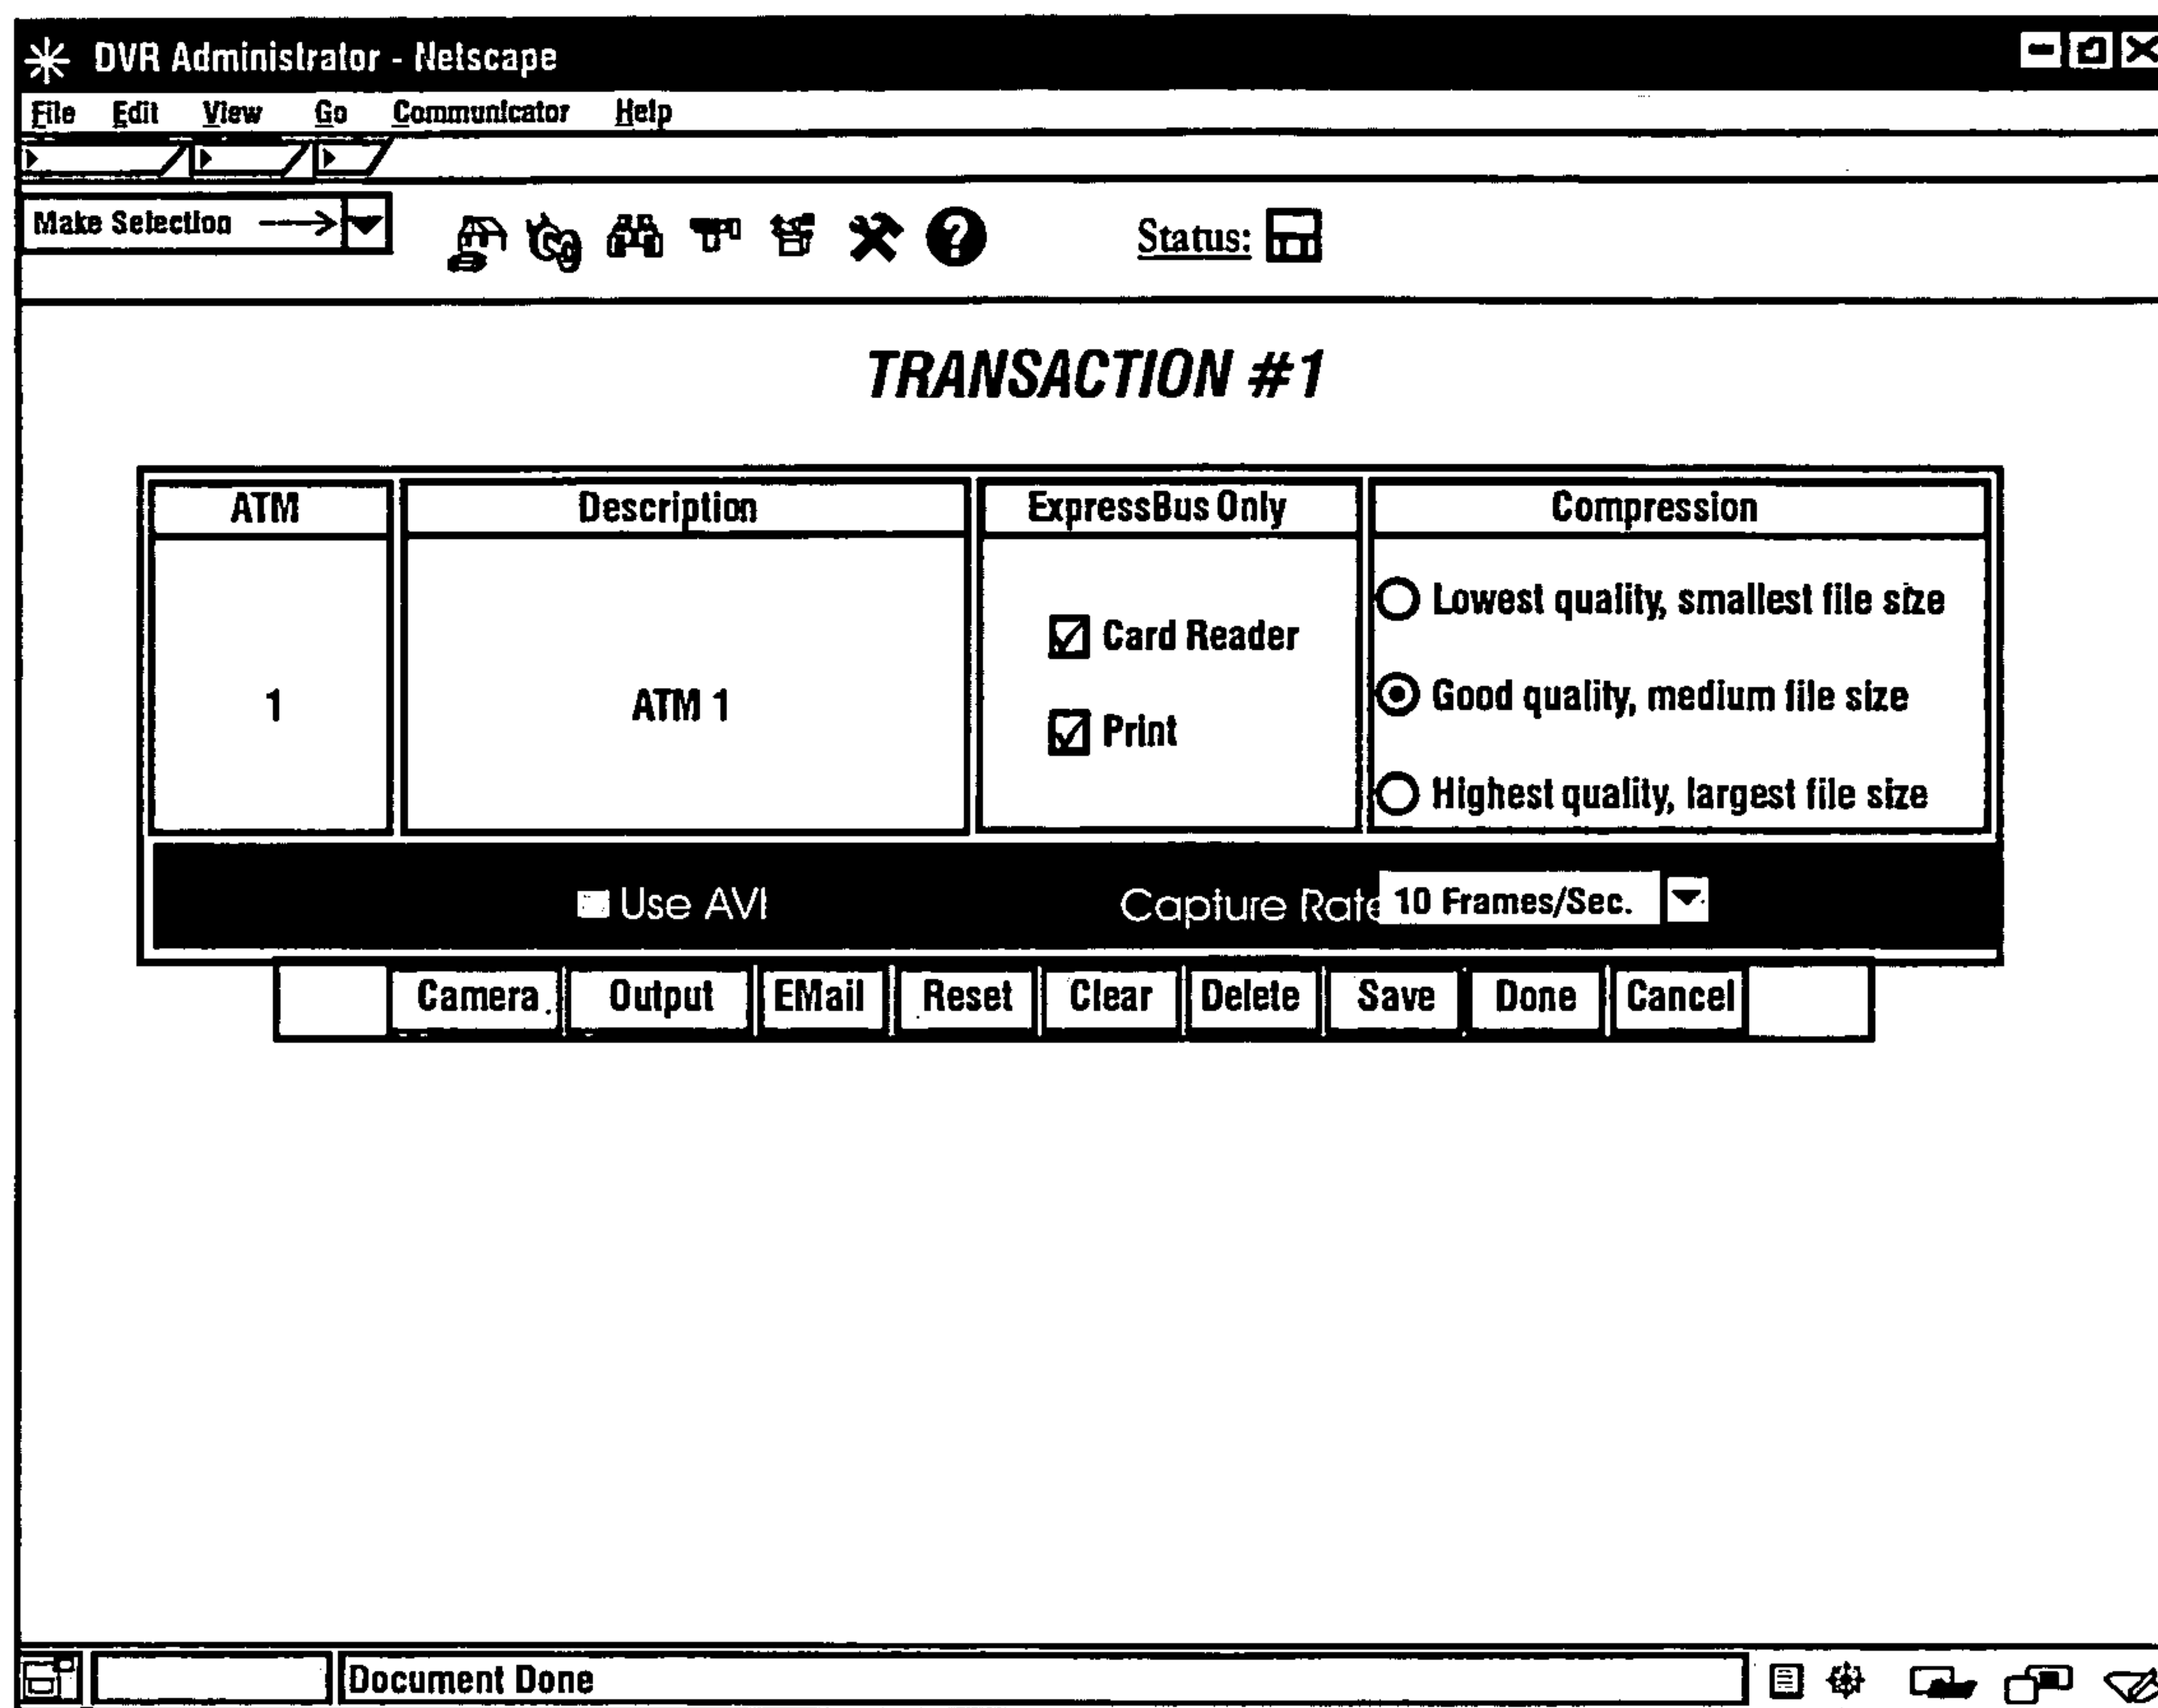 DVR Administrator - Netscape
File Edit View Go Communicator Help
Make Selection Status:
TRANSACTION #1
ATM Description ExpressBus Only Compression
Lowest quality, smallest file size
Card Reader
1 ATM 1 Good quality, medium file size
Print
Highest quality, largest file size
Use AVI Capture Rate 10 Frames/Sec.
Camera Output EMail Reset Clear Delete Save Done Cancel
Document Done